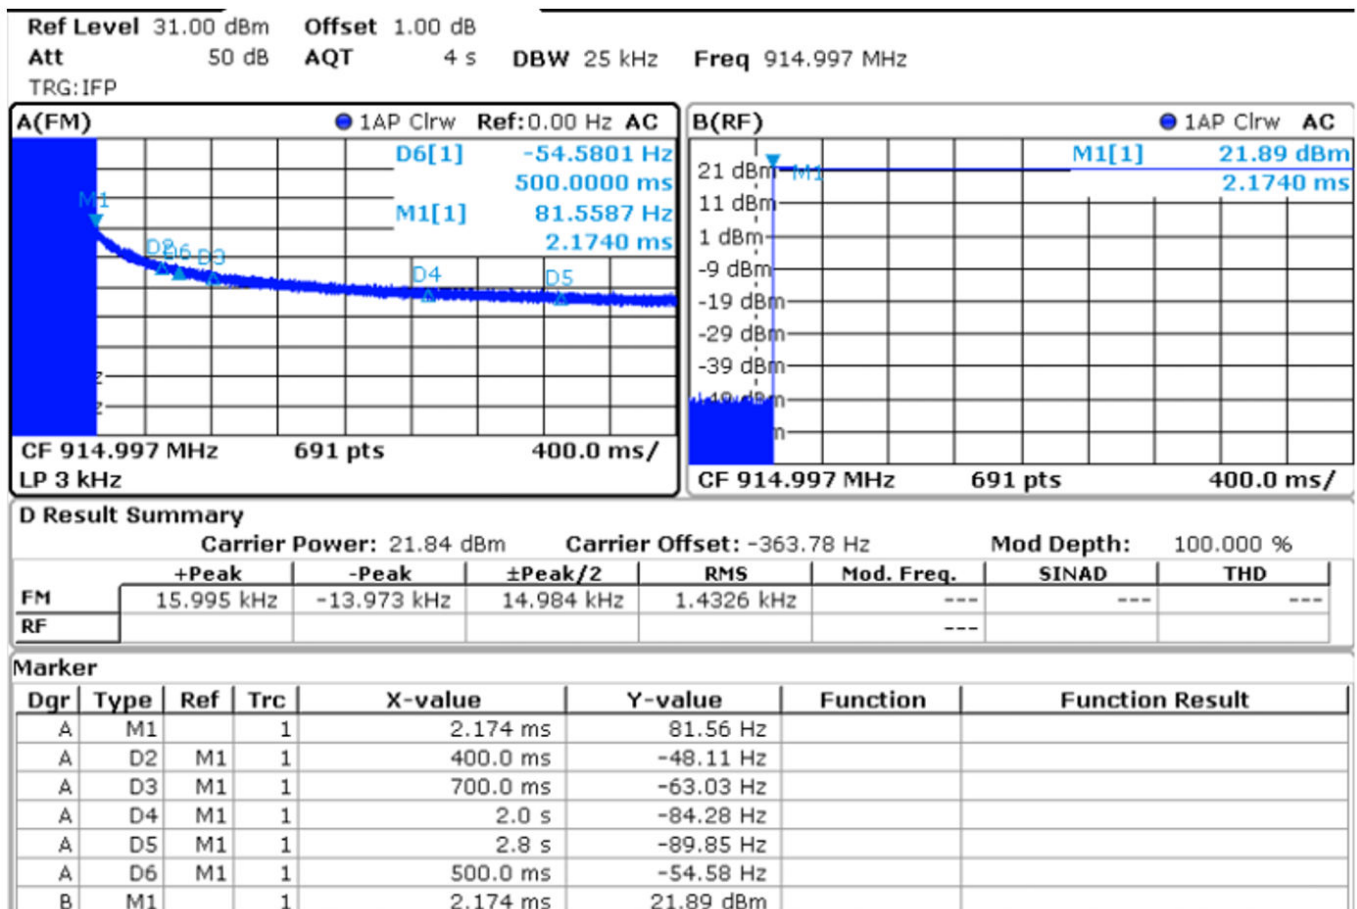 Ref Level 31.00 dBm Offset 1.00 dB
Att 50 dB AQT 4 s DBW 25 kHz Freq 914.997 MHz
TRG:IFP
A(FM) 1AP Clrw Ref:0.00 Hz AC
D6[1] -54.5801 Hz
500.0000 ms
M1[1] 81.5587 Hz
2.1740 ms
M1
D2 D6 D3
D4 D5
CF 914.997 MHz 691 pts 400.0 ms/
LP 3 kHz
B(RF) 1AP Clrw AC
M1[1] 21.89 dBm
2.1740 ms
M1
21 dBm
11 dBm
1 dBm
-9 dBm
-19 dBm
-29 dBm
-39 dBm
CF 914.997 MHz 691 pts 400.0 ms/
D Result Summary
Carrier Power: 21.84 dBm Carrier Offset: -363.78 Hz Mod Depth: 100.000 %
+Peak -Peak ±Peak/2 RMS Mod. Freq. SINAD THD
FM 15.995 kHz -13.973 kHz 14.984 kHz 1.4326 kHz --- --- ---
RF ---
Marker
Dgr Type Ref Trc X-value Y-value Function Function Result
A M1 1 2.174 ms 81.56 Hz
A D2 M1 1 400.0 ms -48.11 Hz
A D3 M1 1 700.0 ms -63.03 Hz
A D4 M1 1 2.0 s -84.28 Hz
A D5 M1 1 2.8 s -89.85 Hz
A D6 M1 1 500.0 ms -54.58 Hz
B M1 1 2.174 ms 21.89 dBm